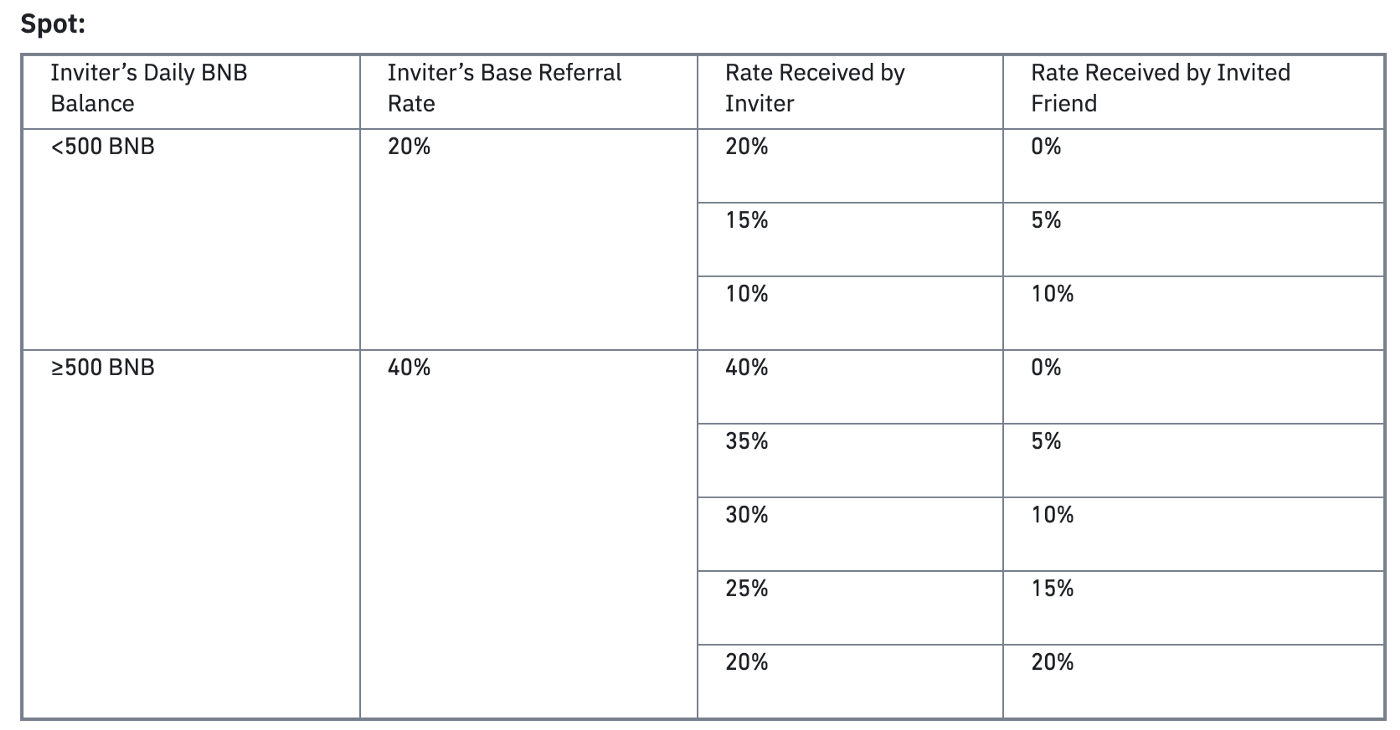 Spot:
Inviter’s Daily BNB Balance | Inviter’s Base Referral Rate | Rate Received by Inviter | Rate Received by Invited Friend
<500 BNB | 20% | 20% | 0%
15% | 5%
10% | 10%
≥500 BNB | 40% | 40% | 0%
35% | 5%
30% | 10%
25% | 15%
20% | 20%